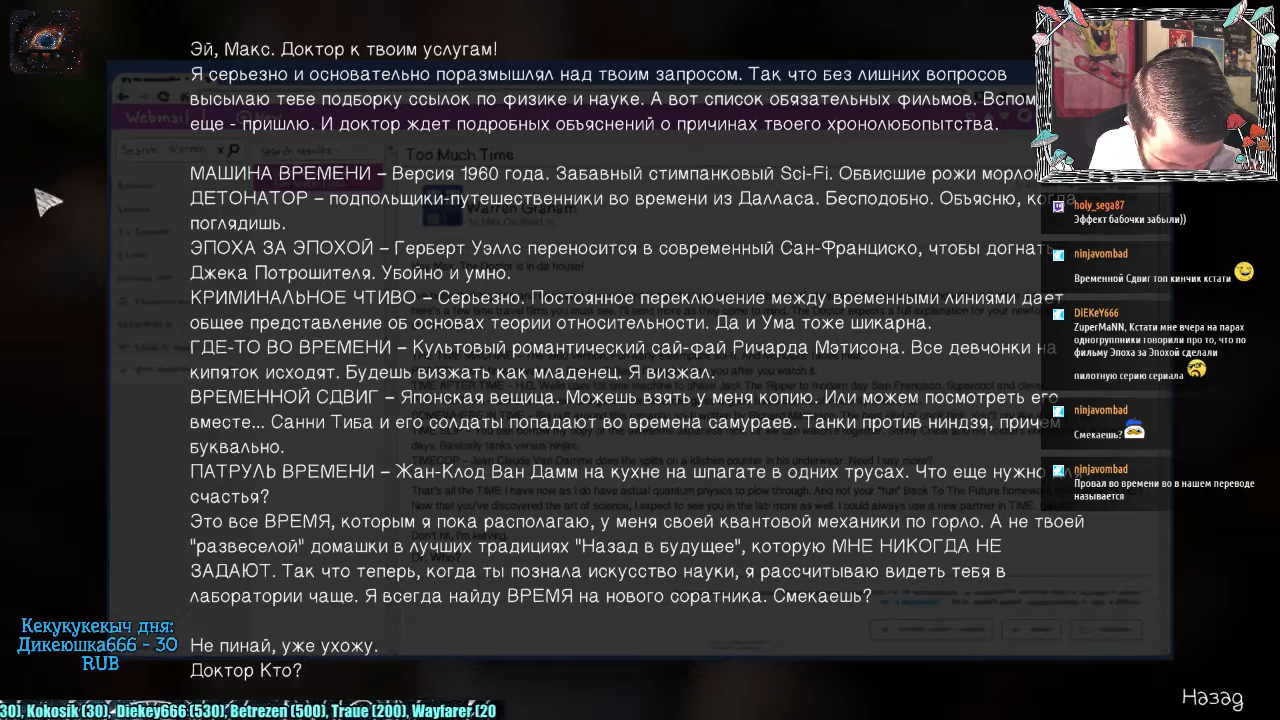 Эй, Макс. Доктор к твоим услугам!
Я серьезно и основательно поразмышлял над твоим запросом. Так что без лишних вопросов
высылаю тебе подборку ссылок по физике и науке. А вот список обязательных фильмов. Вспом
еще - пришлю. И доктор ждет подробных объяснений о причинах твоего хронолюбопытства.
Webmail
Search
Warren
search results
Too Much Time
Warren Graham
МАШИНА ВРЕМЕНИ – Версия 1960 года. Забавный стимпанковый Sci-Fi. Обвисшие рожи морло
ДЕТОНАТОР – подпольщики-путешественники во времени из Далласа. Бесподобно. Объясню, когда
поглядишь.
ЭПОХА ЗА ЭПОХОЙ – Герберт Уэллс переносится в современный Сан-Франциско, чтобы догнать
Джека Потрошителя. Убойно и умно.
КРИМИНАЛЬНОЕ ЧТИВО – Серьезно. Постоянное переключение между временными линиями дает
общее представление об основах теории относительности. Да и Ума тоже шикарна.
ГДЕ-ТО ВО ВРЕМЕНИ – Культовый романтический сай-фай Ричарда Мэтисона. Все девчонки на
кипяток исходят. Будешь визжать как младенец. Я визжал.
ВРЕМЕННОЙ СДВИГ – Японская вещица. Можешь взять у меня копию. Или можем посмотреть его
вместе... Санни Тиба и его солдаты попадают во времена самураев. Танки против ниндзя, причем
буквально.
ПАТРУЛЬ ВРЕМЕНИ – Жан-Клод Ван Дамм на кухне на шпагате в одних трусах. Что еще нужно
счастья?
Это все ВРЕМЯ, которым я пока располагаю, у меня своей квантовой механики по горло. А не твоей
"развеселой" домашки в лучших традициях "Назад в будущее", которую МНЕ НИКОГДА НЕ
ЗАДАЮТ. Так что теперь, когда ты познала искусство науки, я рассчитываю видеть тебя в
лаборатории чаще. Я всегда найду ВРЕМЯ на нового соратника. Смекаешь?
Не пинай, уже ухожу.
Доктор Кто?
Назад
holy_sega87
Эффект бабочки забыли))
ninjavombad
Временной Сдвиг топ кинчик кстати
DiEKeY666
ZuperMaNN, Кстати мне вчера на парах
одногруппники говорили про то, что по
фильму Эпоха за Эпохой сделали
пилотную серию сериала
ninjavombad
Смекаешь?
ninjavombad
Провал во времени во в нашем переводе
называется
Кекукукекыч дня:
Дикеюшка666 - 30
RUB
30), Kokosik (30), Diekey666 (530), Betrezen (500), Traue (200), Wayfarer (20